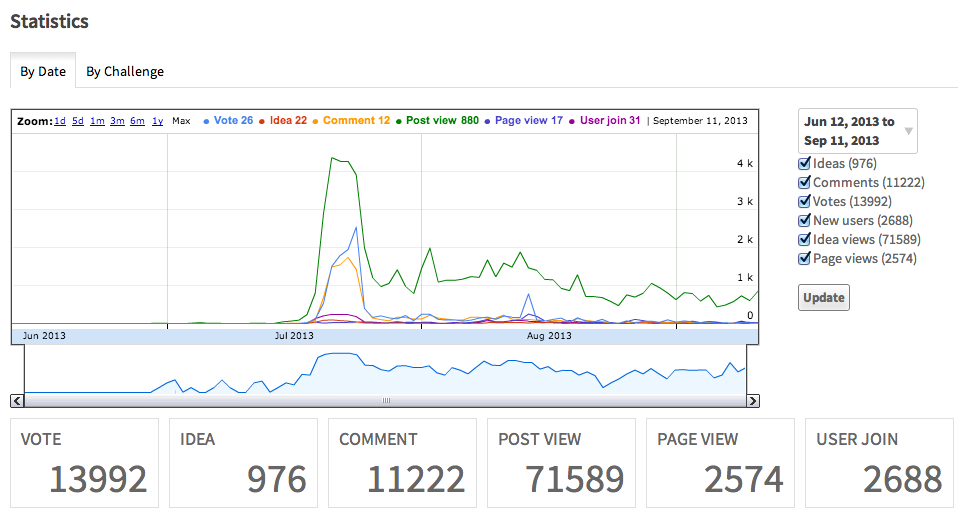 Statistics
By Date By Challenge
Zoom: 1d 5d 1m 3m 6m 1y Max Vote 26 Idea 22 Comment 12 Post view 880 Page view 17 User join 31 | September 11, 2013
Jun 12, 2013 to
Sep 11, 2013
Ideas (976)
Comments (11222)
Votes (13992)
New users (2688)
Idea views (71589)
Page views (2574)
Update
4 k
3 k
2 k
1 k
0
Jun 2013 Jul 2013 Aug 2013
VOTE IDEA COMMENT POST VIEW PAGE VIEW USER JOIN
13992 976 11222 71589 2574 2688